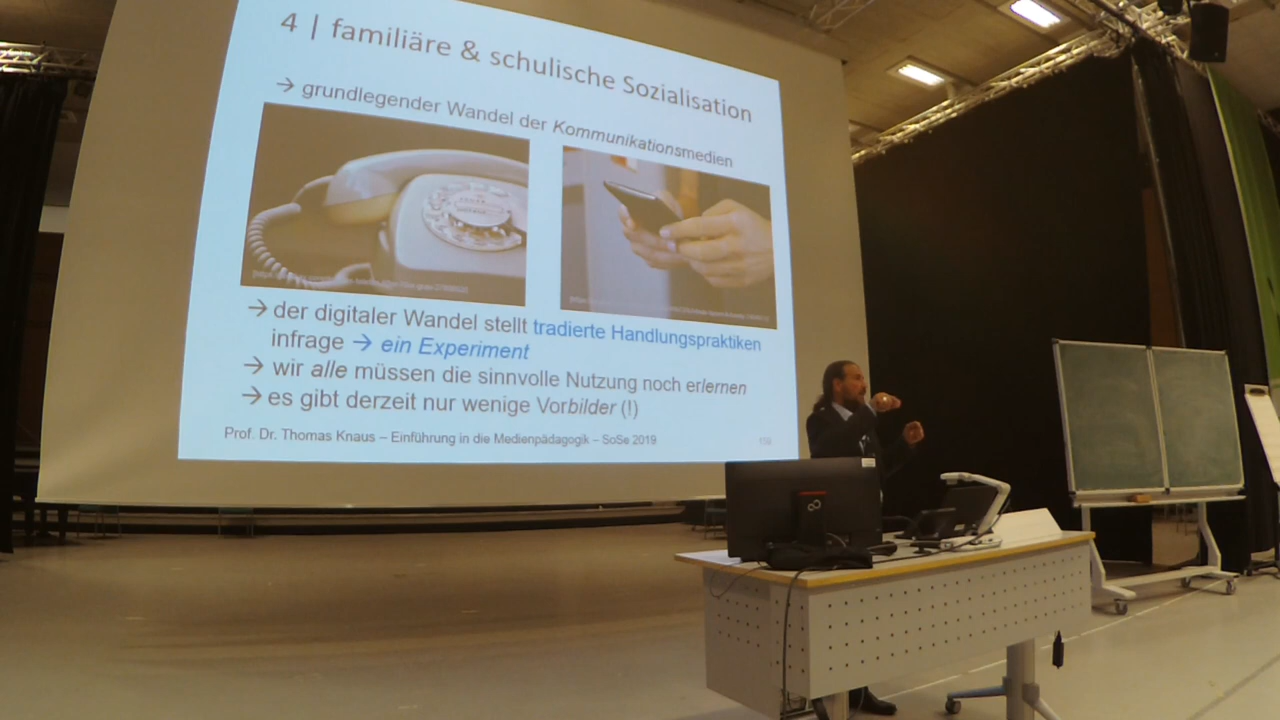 4 | familiäre & schulische Sozialisation
→ grundlegender Wandel der Kommunikationsmedien
→ der digitaler Wandel stellt tradierte Handlungspraktiken
infrage → ein Experiment
→ wir alle müssen die sinnvolle Nutzung noch erlernen
→ es gibt derzeit nur wenige Vorbilder (!)
Prof. Dr. Thomas Knaus – Einführung in die Medienpädagogik – SoSe 2019